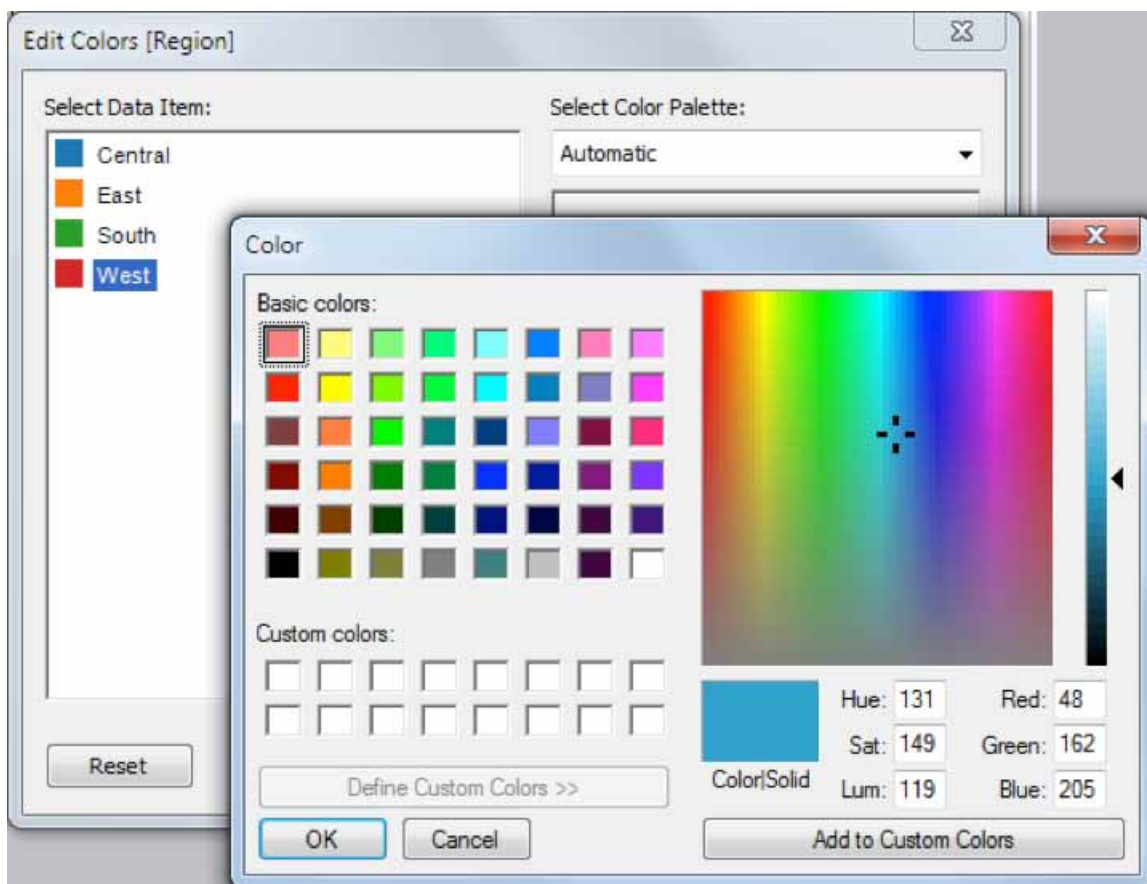 Edit Colors [Region]
Select Data Item:
Central
East
South
West
Select Color Palette:
Automatic
Reset
Color
Basic colors:
Custom colors:
Define Custom Colors >>
OK
Cancel
Color|Solid
Hue: 131
Sat: 149
Lum: 119
Red: 48
Green: 162
Blue: 205
Add to Custom Colors